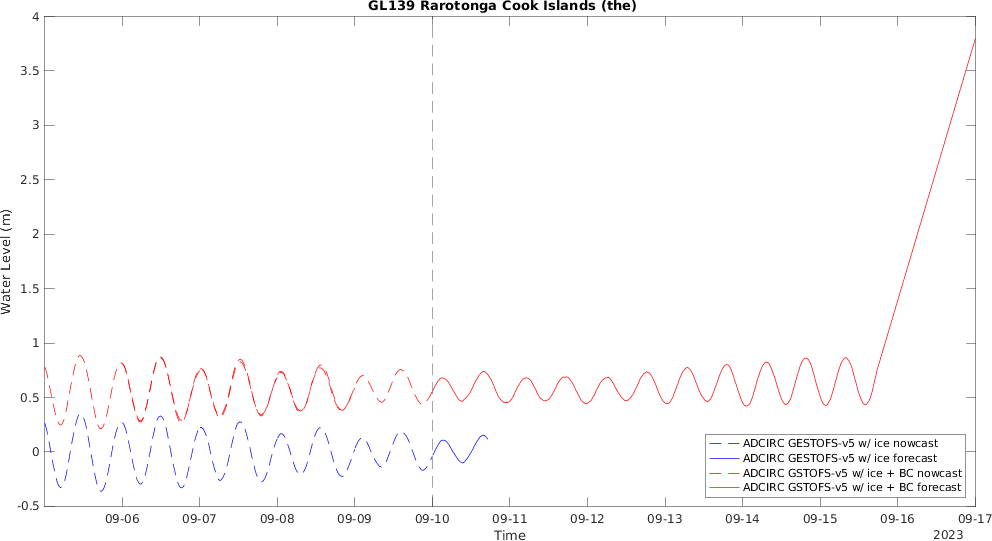 GL139 Rarotonga Cook Islands (the)
4
3.5
3
2.5
2
1.5
1
0.5
0
-0.5
Water Level (m)
09-06 09-07 09-08 09-09 09-10 09-11 09-12 09-13 09-14 09-15 09-16 09-17
Time
2023
ADCIRC GESTOFS-v5 w/ ice nowcast
ADCIRC GESTOFS-v5 w/ ice forecast
ADCIRC GSTOFS-v5 w/ ice + BC nowcast
ADCIRC GSTOFS-v5 w/ ice + BC forecast